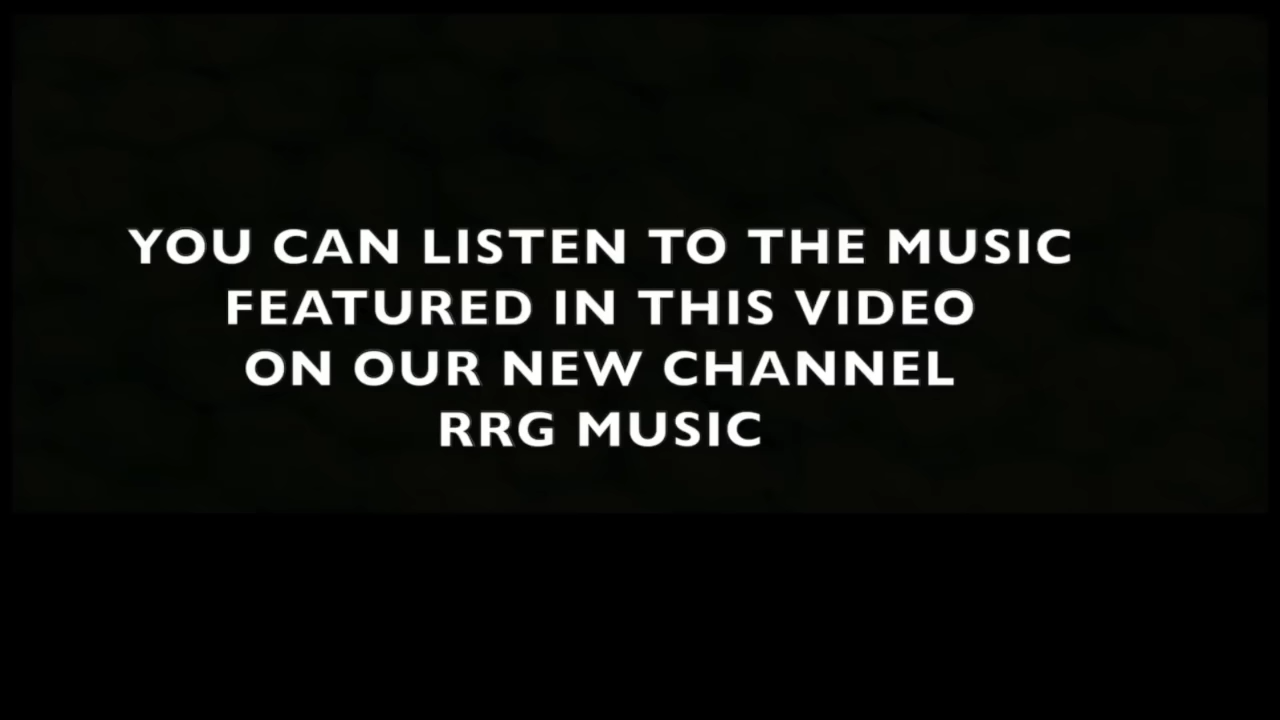 YOU CAN LISTEN TO THE MUSIC
FEATURED IN THIS VIDEO
ON OUR NEW CHANNEL
RRG MUSIC